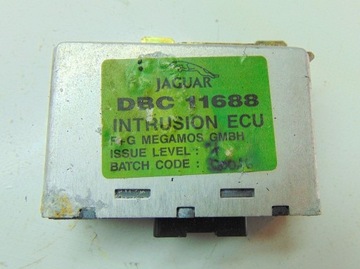 JAGUAR
DBC 11688
INTRUSION ECU
F+G MEGAMOS GMBH
ISSUE LEVEL :
BATCH CODE :